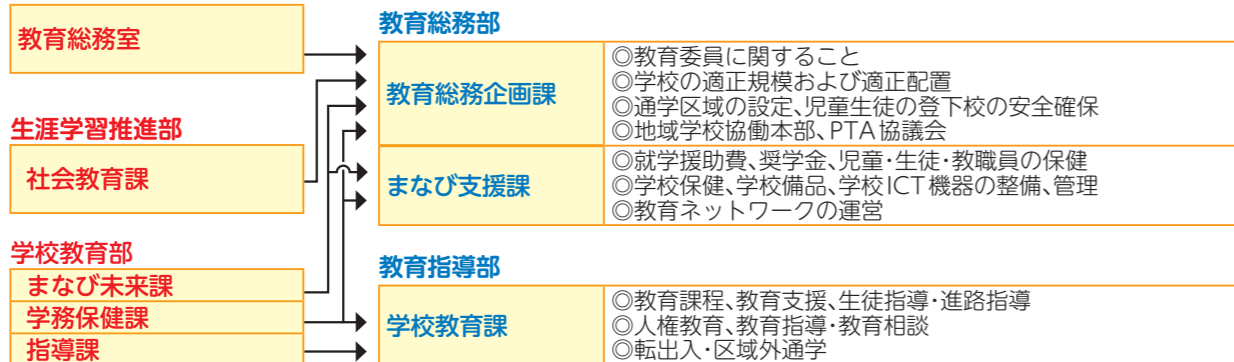 教育総務室
生涯学習推進部
社会教育課
学校教育部
まなび未来課
学務保健課
指導課
教育総務部
教育総務企画課
◎教育委員に関すること
◎学校の適正規模および適正配置
◎通学区域の設定、児童生徒の登下校の安全確保
◎地域学校協働本部、PTA協議会
まなび支援課
◎就学援助費、奨学金、児童・生徒・教職員の保健
◎学校保健、学校備品、学校ICT機器の整備、管理
◎教育ネットワークの運営
教育指導部
学校教育課
◎教育課程、教育支援、生徒指導・進路指導
◎人権教育、教育指導・教育相談
◎転出入・区域外通学